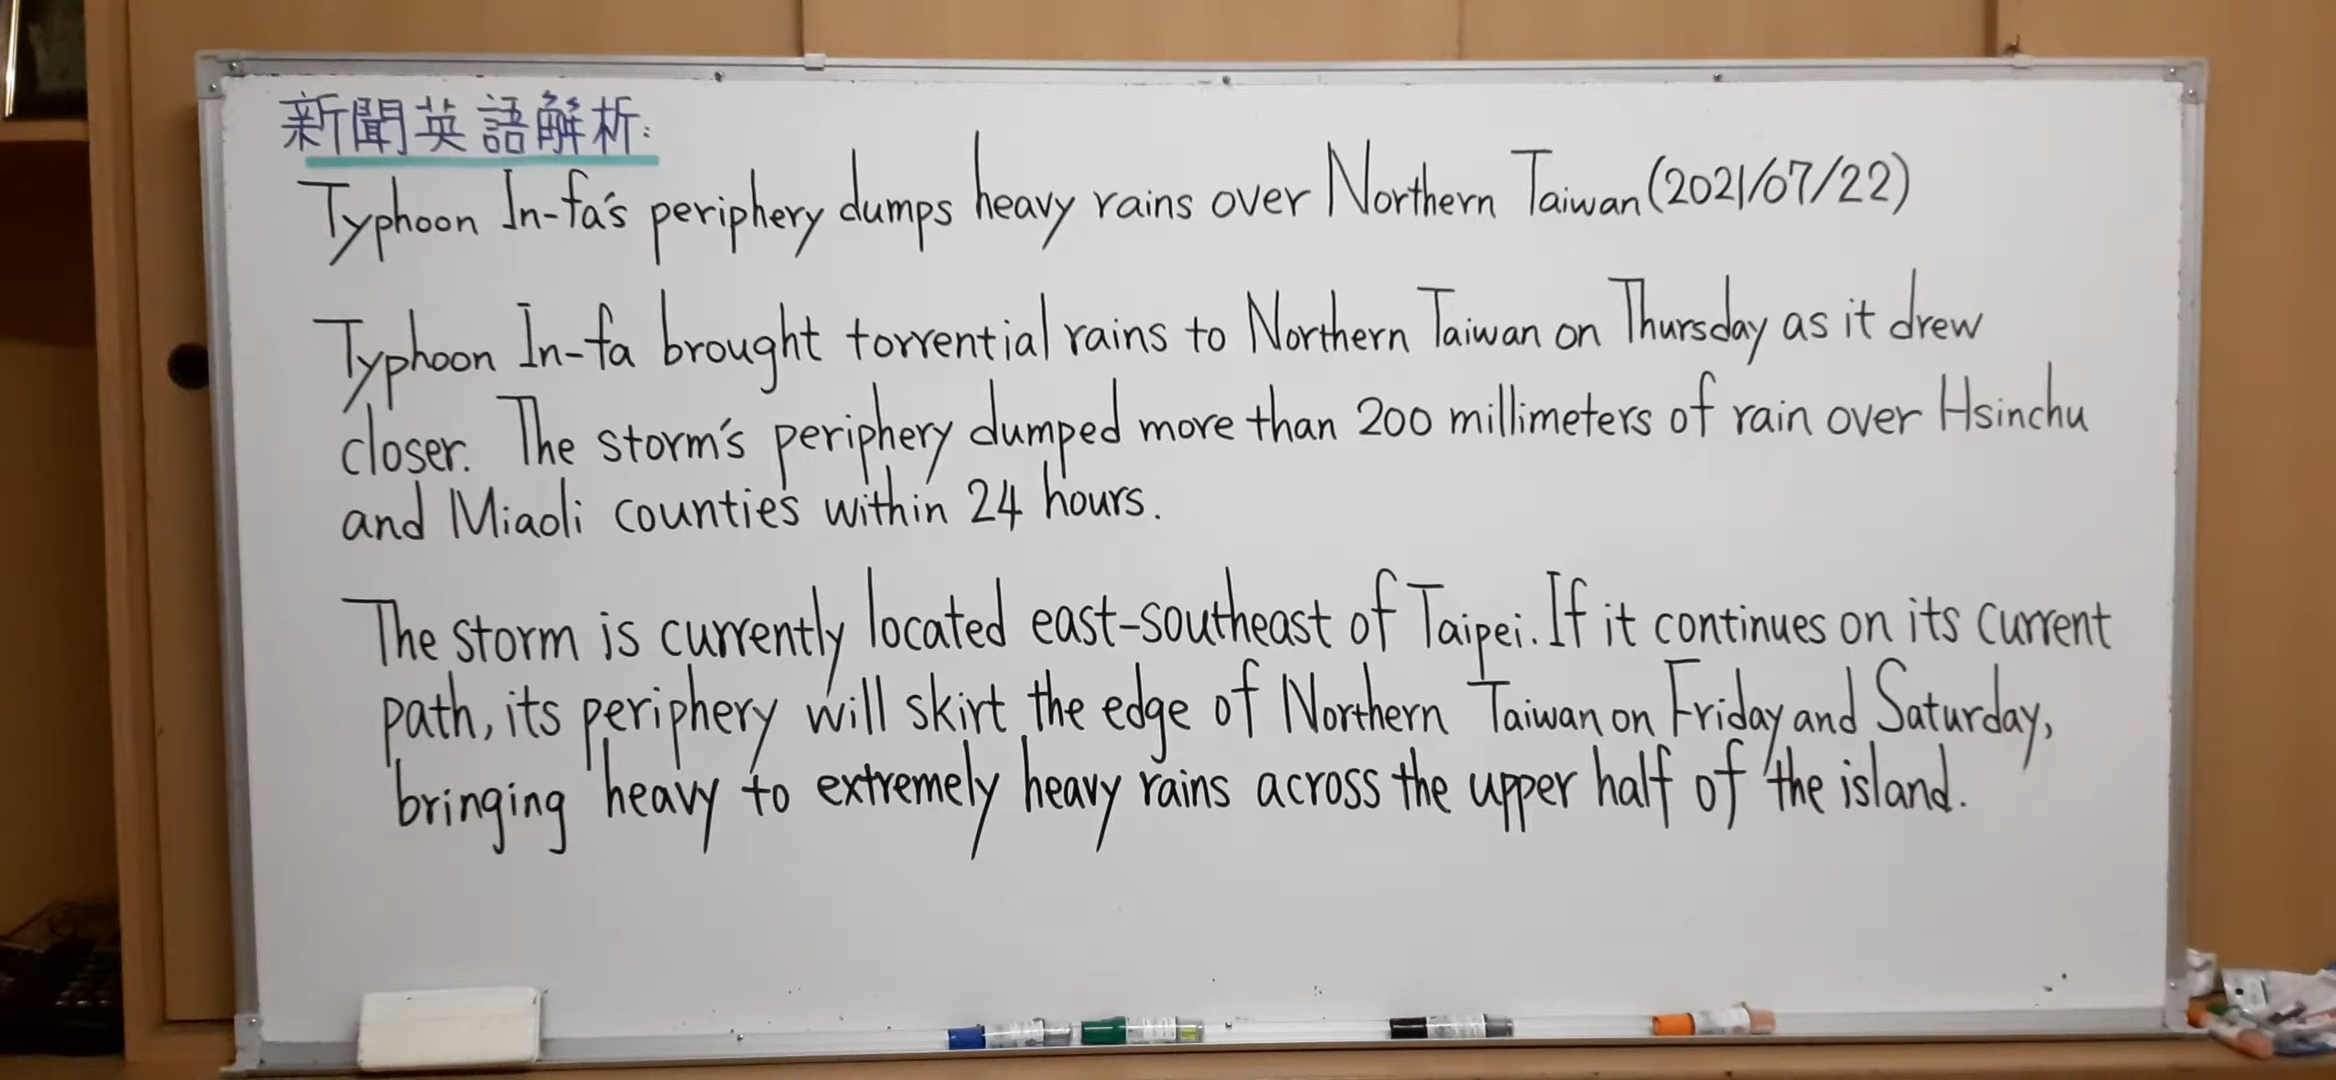 新聞英語解析:
Typhoon In-fa's periphery dumps heavy rains over Northern Taiwan (2021/07/22)
Typhoon In-fa brought torrential rains to Northern Taiwan on Thursday as it drew
closer. The storm's periphery dumped more than 200 millimeters of rain over Hsinchu
and Miaoli counties within 24 hours.
The storm is currently located east-southeast of Taipei. If it continues on its current
path, its periphery will skirt the edge of Northern Taiwan on Friday and Saturday,
bringing heavy to extremely heavy rains across the upper half of the island.